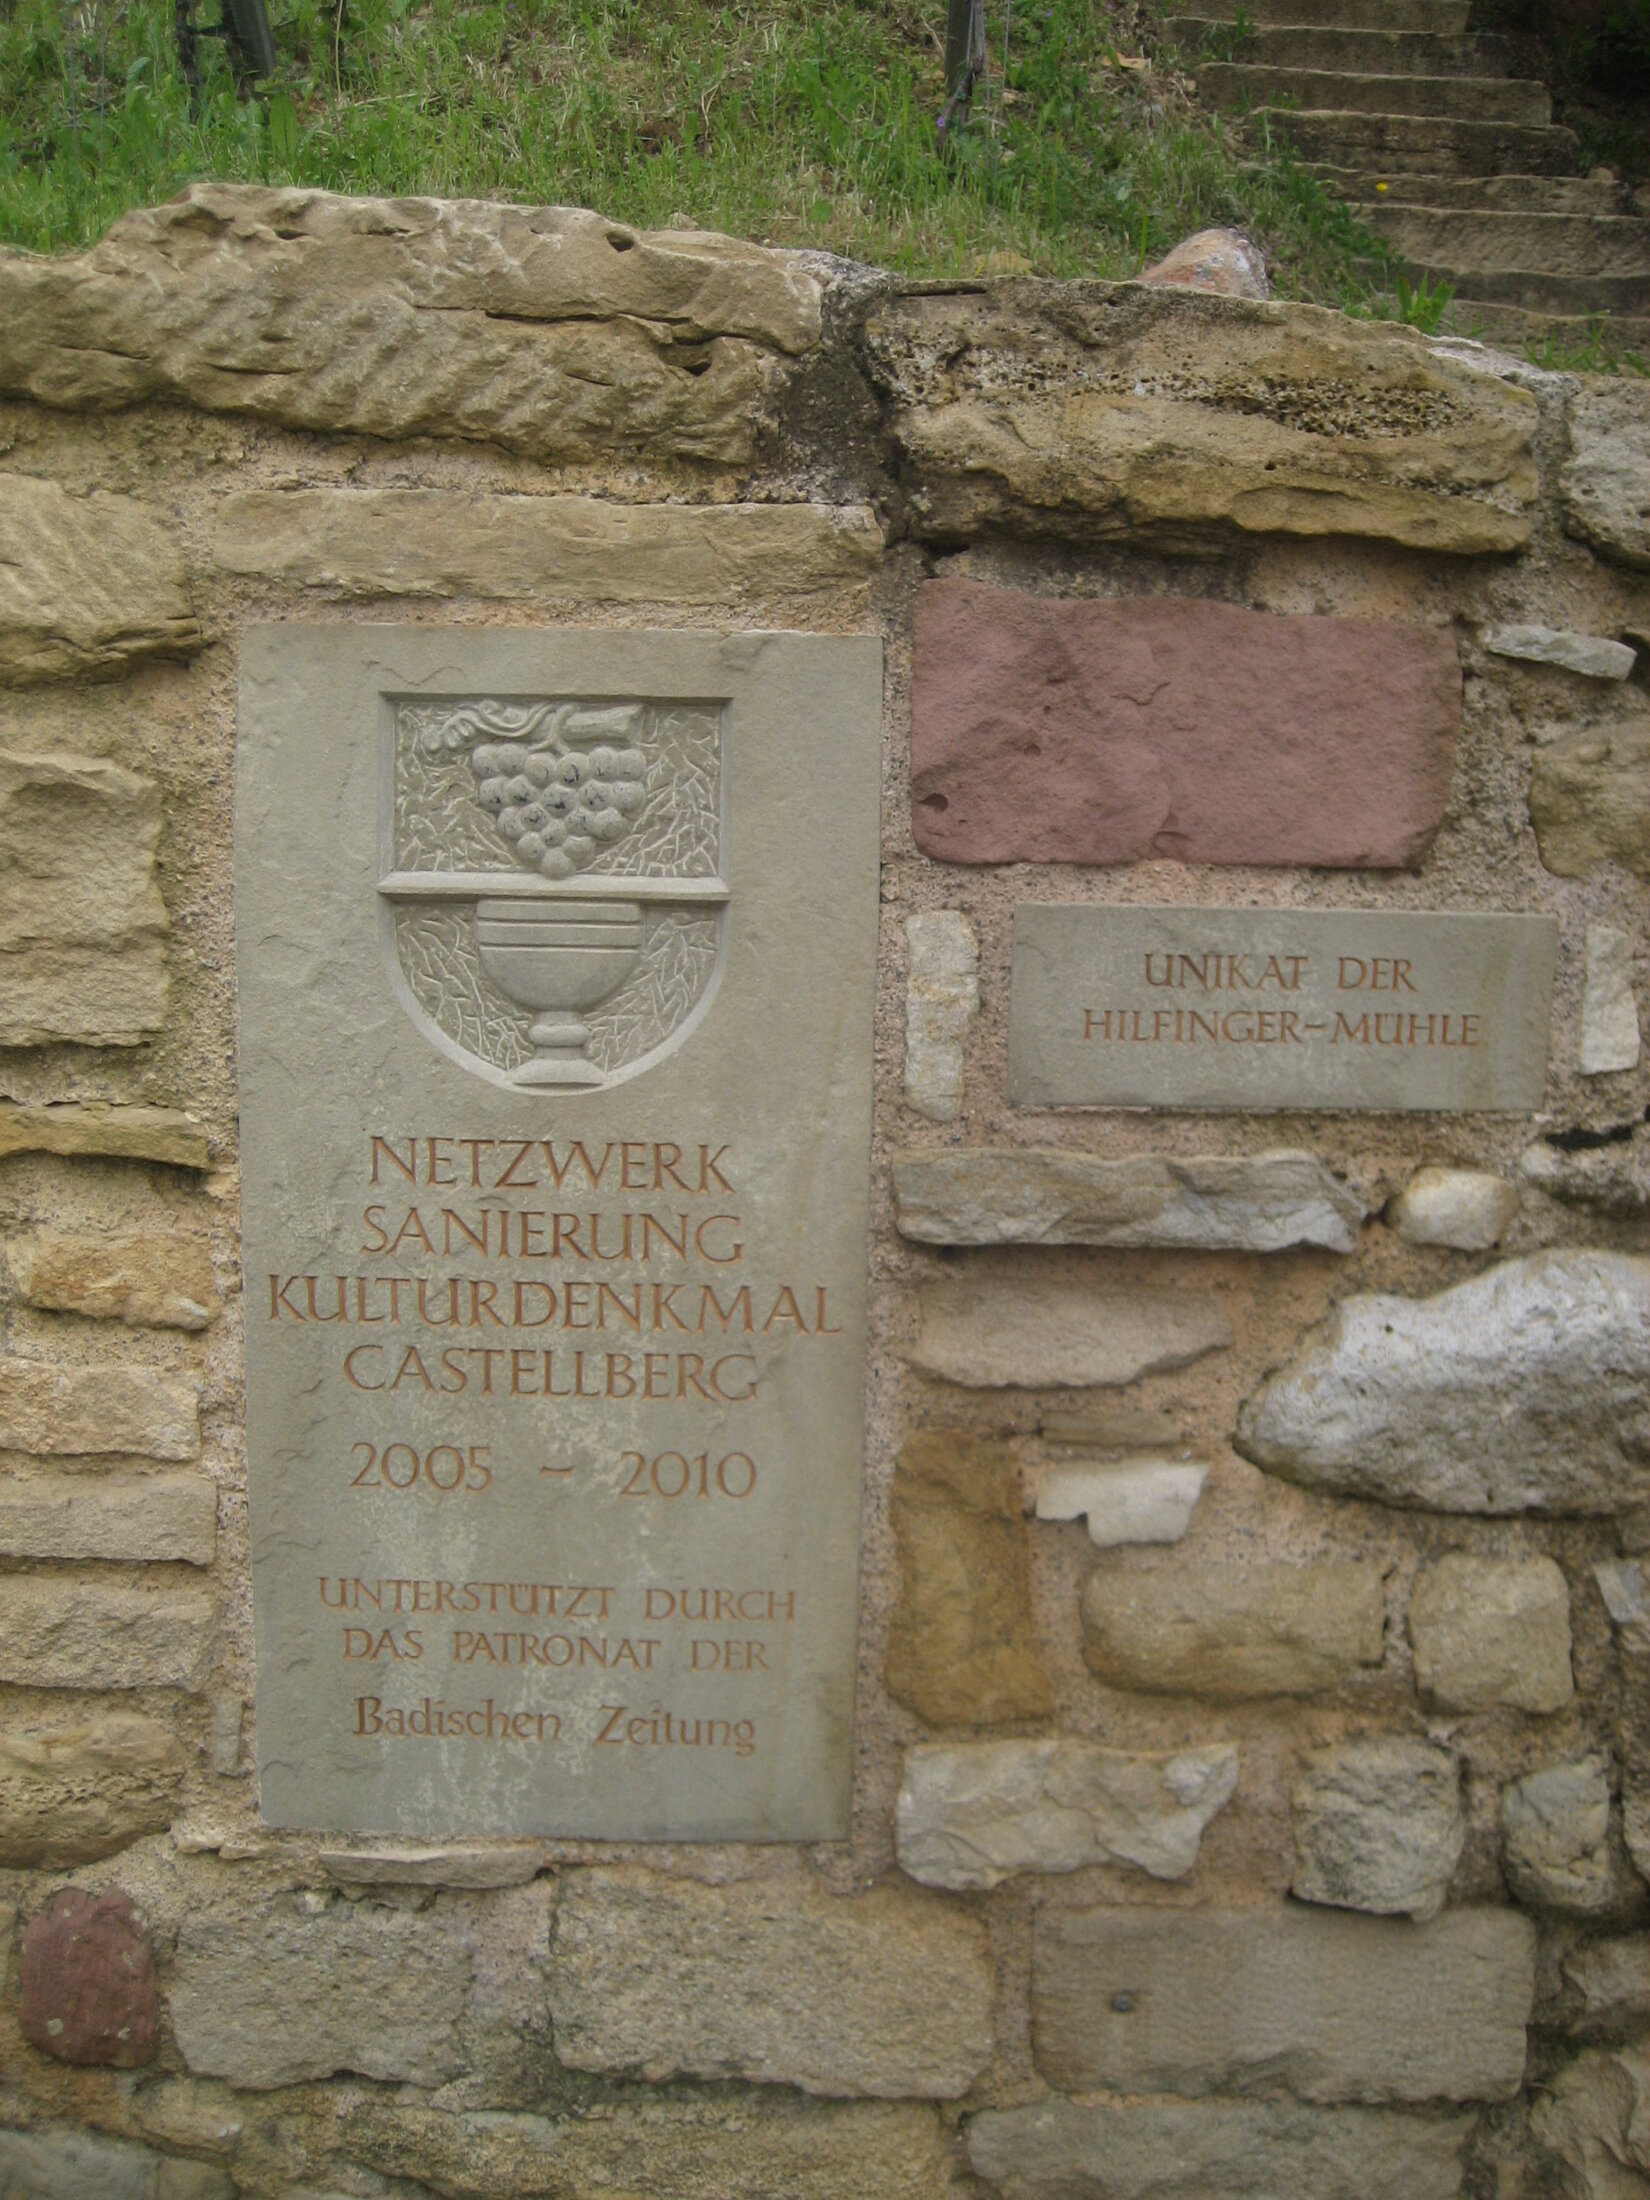 NETZWERK
SANIERUNG
KULTURDENKMAL
CASTELLBERG
2005 – 2010
UNTERSTÜTZT DURCH
DAS PATRONAT DER
Badischen Zeitung
UNIKAT DER
HILFINGER-MÜHLE